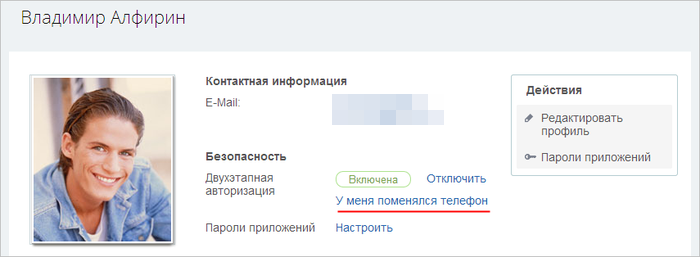 Владимир Алфирин
Контактная информация
E-Mail:
Безопасность
Двухэтапная
авторизация
Включена
Отключить
У меня поменялся телефон
Пароли приложений
Настроить
Действия
Редактировать
профиль
Пароли приложений